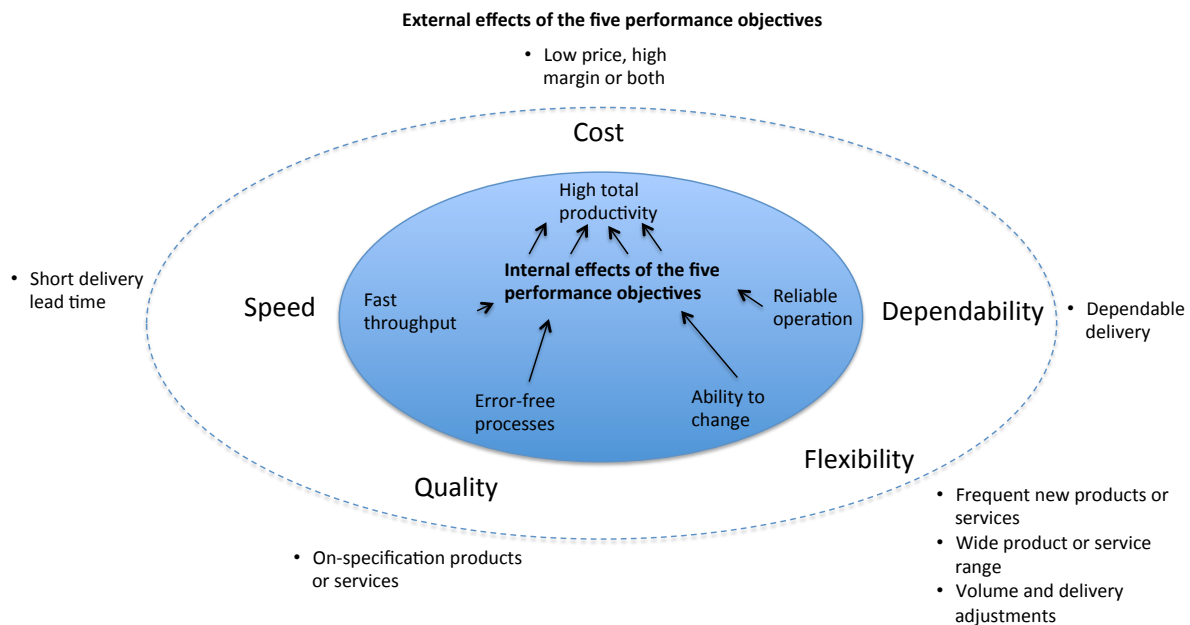 External effects of the five performance objectives
• Low price, high
margin or both
Cost
High total
productivity
Internal effects of the five
performance objectives
• Short delivery
lead time
Speed
Fast
throughput
Reliable
operation
Dependability
• Dependable
delivery
Error-free
processes
Ability to
change
Flexibility
Quality
• Frequent new products or
services
• Wide product or service
range
• Volume and delivery
adjustments
• On-specification products
or services